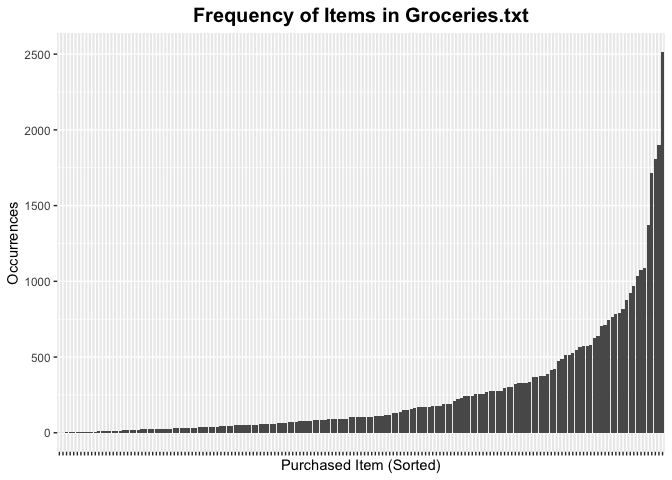 Frequency of Items in Groceries.txt
2500
2000
1500
1000
500
0
Occurrences
Purchased Item (Sorted)